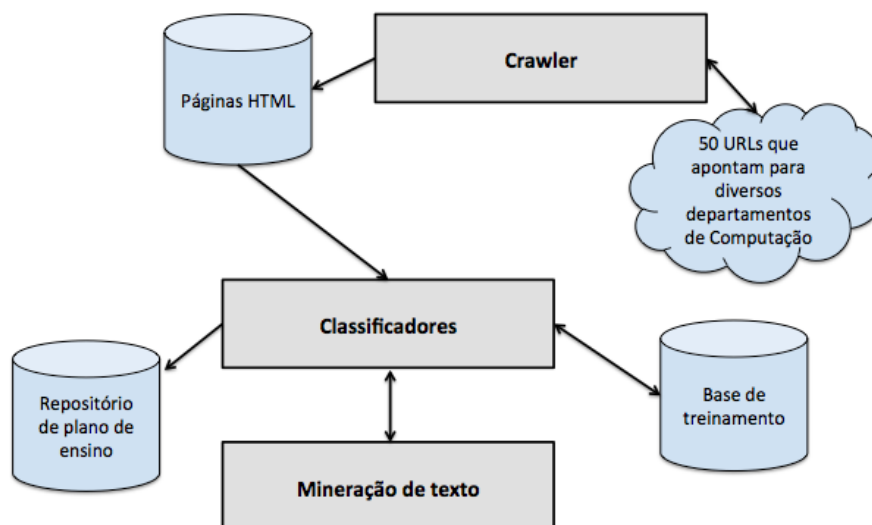 Crawler
Páginas HTML
50 URLs que
apontam para
diversos
departamentos
de Computação
Classificadores
Repositório
de plano de
ensino
Base de
treinamento
Mineração de texto